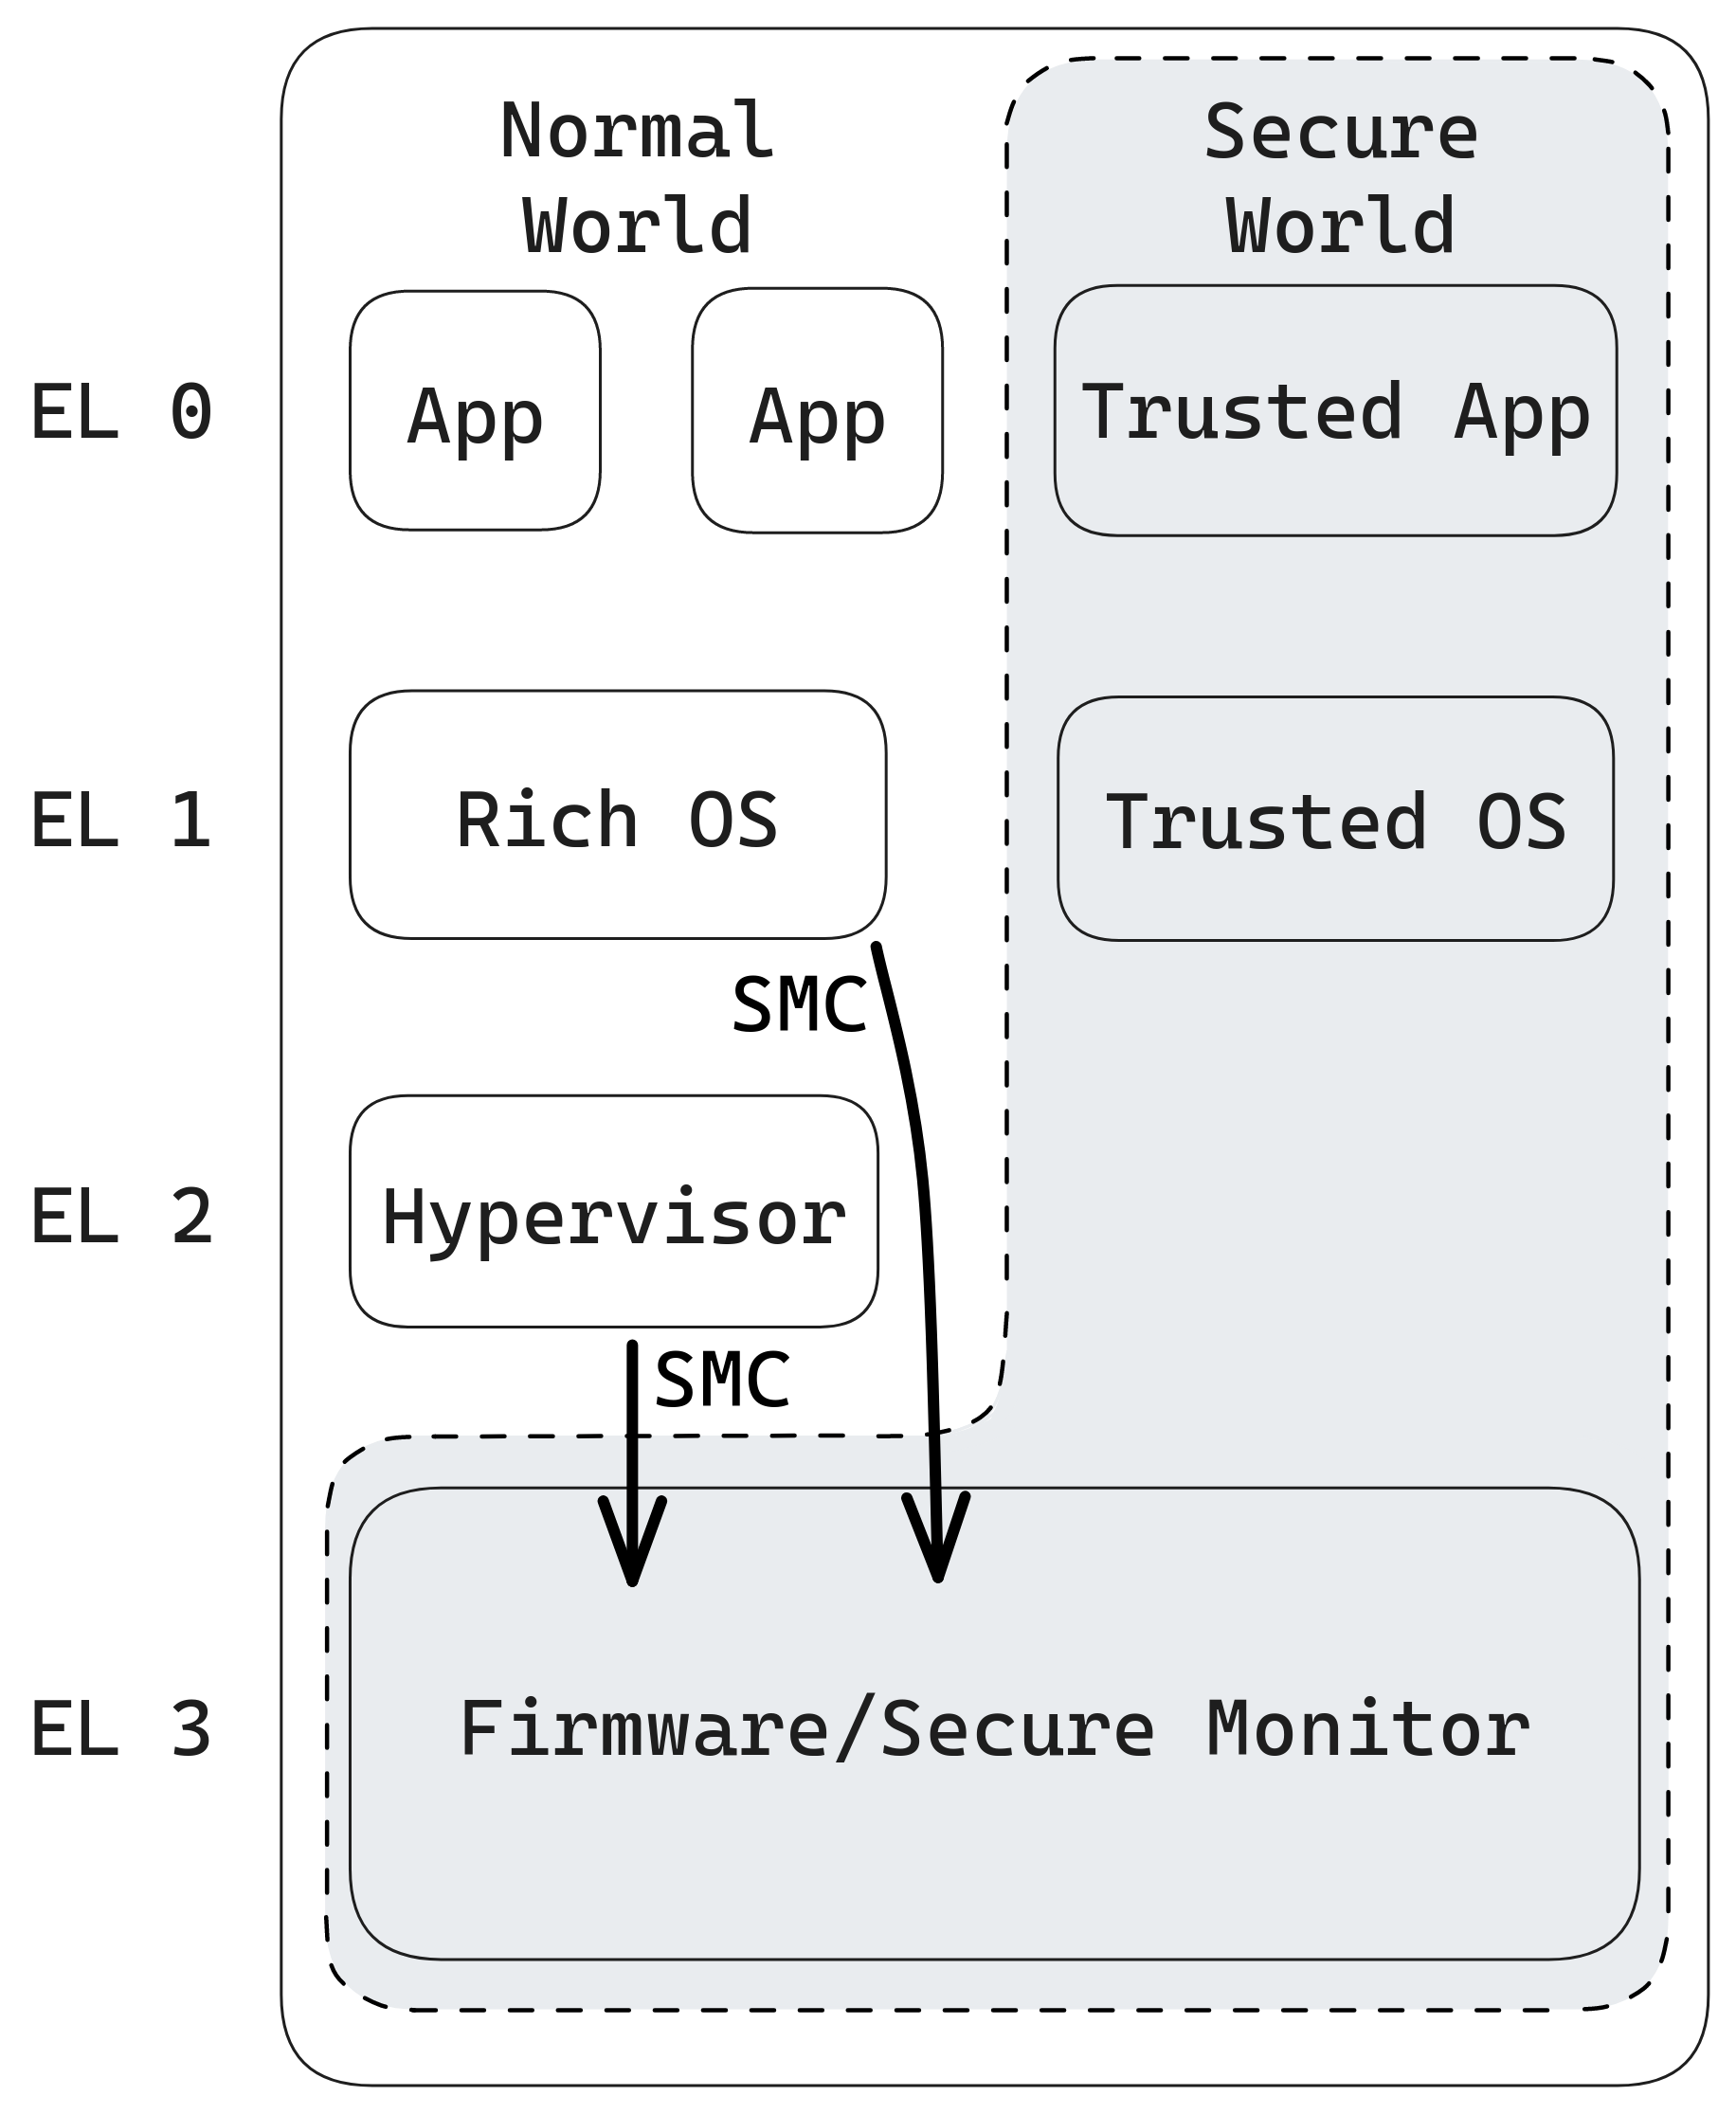 Normal
World
Secure
World
EL 0
App
App
Trusted App
EL 1
Rich OS
Trusted OS
SMC
EL 2
Hypervisor
SMC
EL 3
Firmware/Secure Monitor